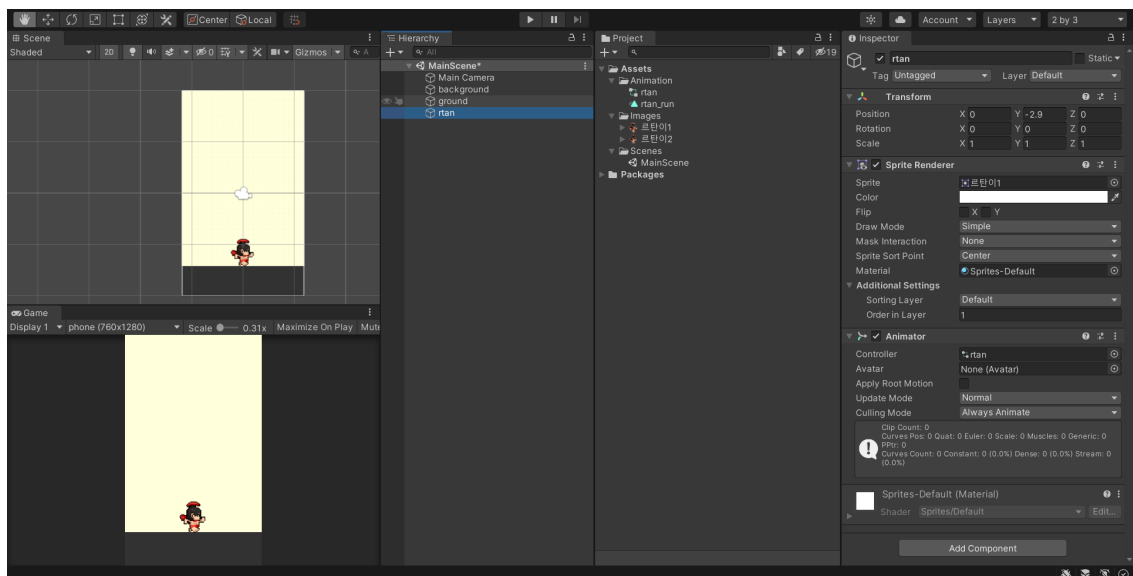 Center Local
Account Layers 2 by 3
Scene
Shaded 2D 0 Gizmos A
Hierarchy
All
MainScene*
Main Camera
background
ground
rtan
Project
19
Assets
Animation
rtan
rtan_run
Images
르탄이1
르탄이2
Scenes
MainScene
Packages
Game
Display 1 phone (760x1280) Scale 0.31x Maximize On Play Mute
Inspector
rtan Static
Tag Untagged Layer Default
Transform
Position X 0 Y -2.9 Z 0
Rotation X 0 Y 0 Z 0
Scale X 1 Y 1 Z 1
Sprite Renderer
Sprite 르탄이1
Color
Flip X Y
Draw Mode Simple
Mask Interaction None
Sprite Sort Point Center
Material Sprites-Default
Additional Settings
Sorting Layer Default
Order in Layer 1
Animator
Controller rtan
Avatar None (Avatar)
Apply Root Motion
Update Mode Normal
Culling Mode Always Animate
Clip Count: 0
Curves Pos: 0 Quat: 0 Euler: 0 Scale: 0 Muscles: 0 Generic: 0
PPtr: 0
Curves Count: 0 Constant: 0 (0.0%) Dense: 0 (0.0%) Stream: 0
(0.0%)
Sprites-Default (Material)
Shader Sprites/Default Edit...
Add Component